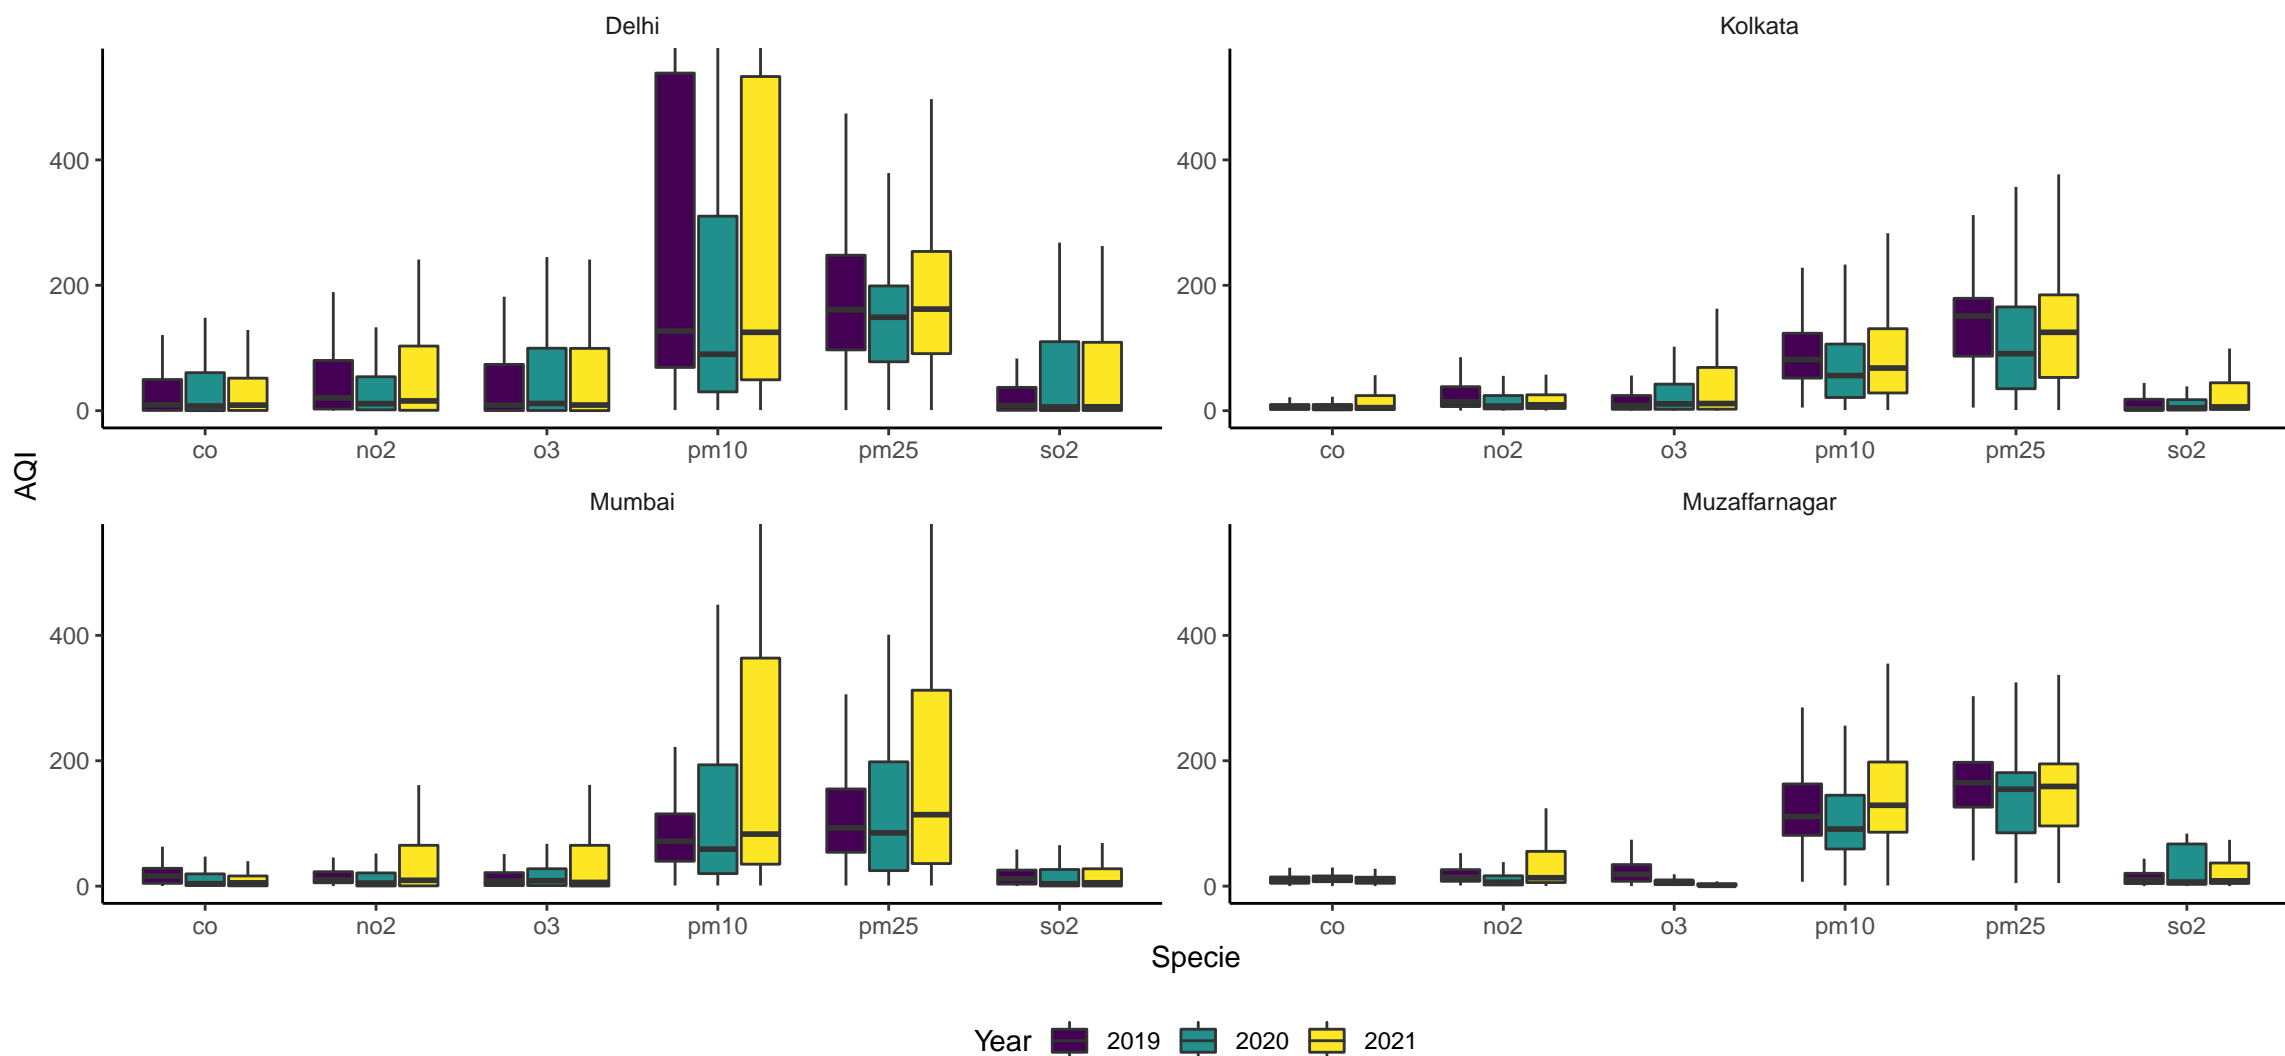 Delhi
Kolkata
400
200
0
co no2 o3 pm10 pm25 so2
400
200
0
co no2 o3 pm10 pm25 so2
AQI
Mumbai
Muzaffarnagar
400
200
0
co no2 o3 pm10 pm25 so2
400
200
0
co no2 o3 pm10 pm25 so2
Specie
Year 2019 2020 2021